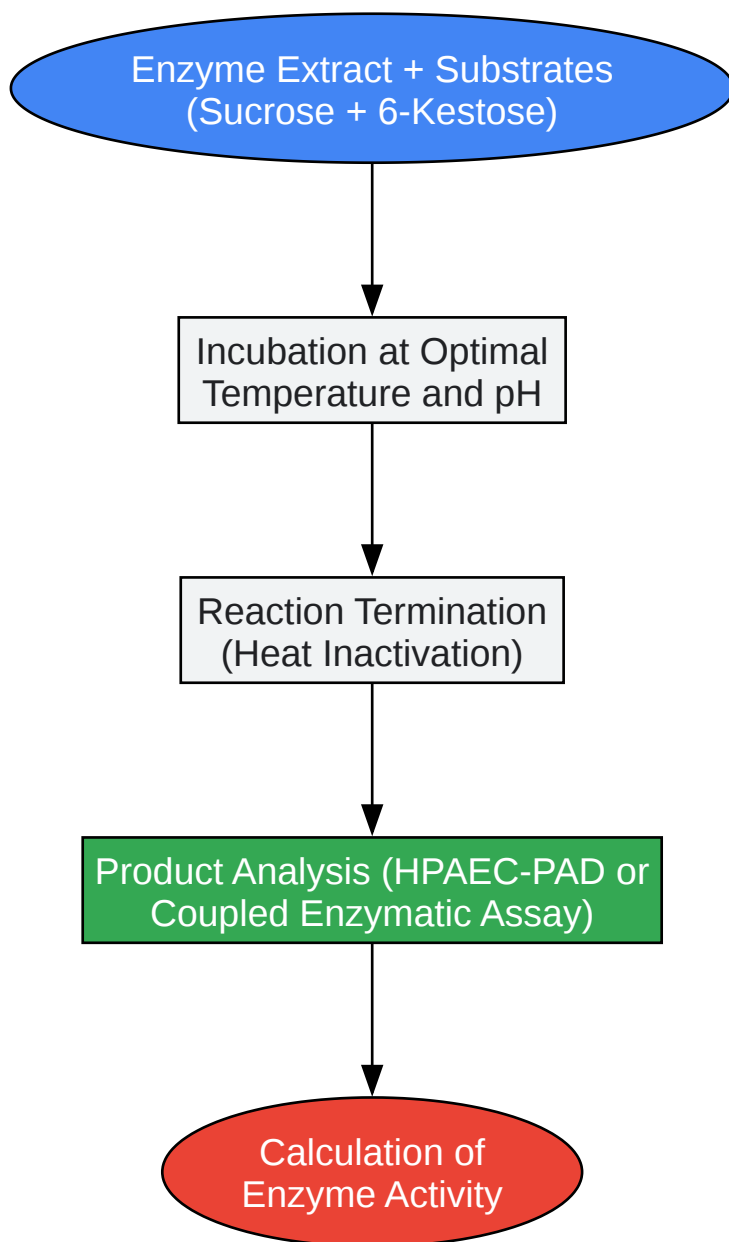 Enzyme Extract + Substrates
(Sucrose + 6-Kestose)
Incubation at Optimal
Temperature and pH
Reaction Termination
(Heat Inactivation)
Product Analysis (HPAEC-PAD or
Coupled Enzymatic Assay)
Calculation of
Enzyme Activity